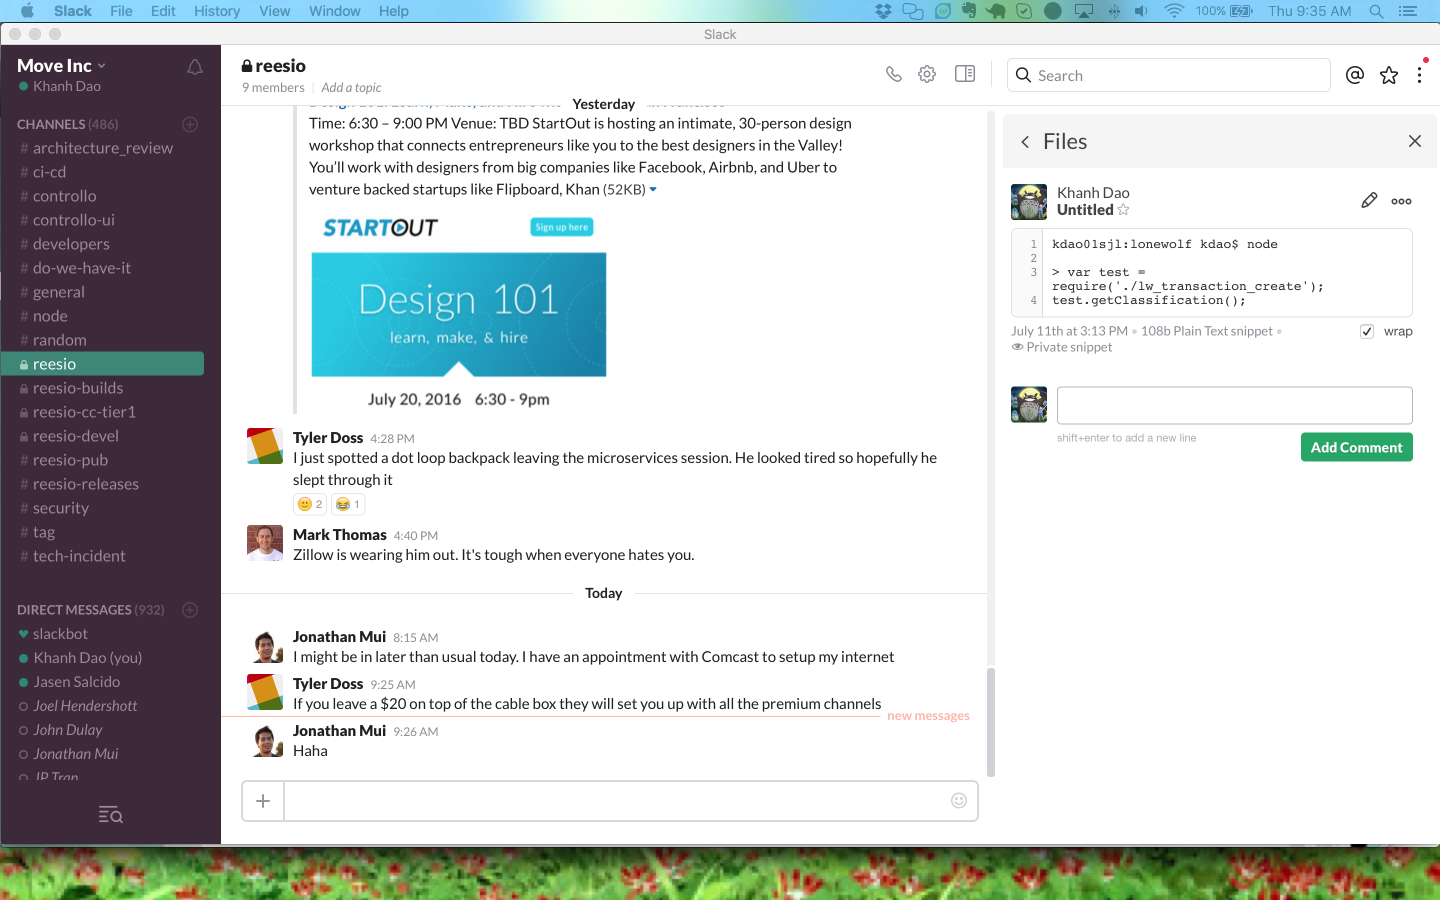 Slack File Edit History View Window Help 100% Thu 9:35 AM
Slack
Move Inc
Khanh Dao
CHANNELS (486)
# architecture_review
# ci-cd
# controllo
# controllo-ui
# developers
# do-we-have-it
# general
# node
# random
reesio
reesio-builds
reesio-cc-tier1
reesio-devel
# reesio-pub
# reesio-releases
# security
# tag
# tech-incident
DIRECT MESSAGES (932)
slackbot
Khanh Dao (you)
Jasen Salcido
Joel Hendershott
John Dulay
Jonathan Mui
JP Tran
reesio
9 members | Add a topic
Yesterday
Time: 6:30 – 9:00 PM Venue: TBD StartOut is hosting an intimate, 30-person design
workshop that connects entrepreneurs like you to the best designers in the Valley!
You’ll work with designers from big companies like Facebook, Airbnb, and Uber to
venture backed startups like Flipboard, Khan (52KB)
STARTOUT Sign up here
Design 101
learn, make, & hire
July 20, 2016 6:30 - 9pm
Tyler Doss 4:28 PM
I just spotted a dot loop backpack leaving the microservices session. He looked tired so hopefully he
slept through it
2 1
Mark Thomas 4:40 PM
Zillow is wearing him out. It's tough when everyone hates you.
Today
Jonathan Mui 8:15 AM
I might be in later than usual today. I have an appointment with Comcast to setup my internet
Tyler Doss 9:25 AM
If you leave a $20 on top of the cable box they will set you up with all the premium channels
new messages
Jonathan Mui 9:26 AM
Haha
+
Search
Files
Khanh Dao
Untitled
1 kdao01sjl:lonewolf kdao$ node
2
3 > var test =
require('./lw_transaction_create');
4 test.getClassification();
July 11th at 3:13 PM • 108b Plain Text snippet •
Private snippet
wrap
shift+enter to add a new line
Add Comment